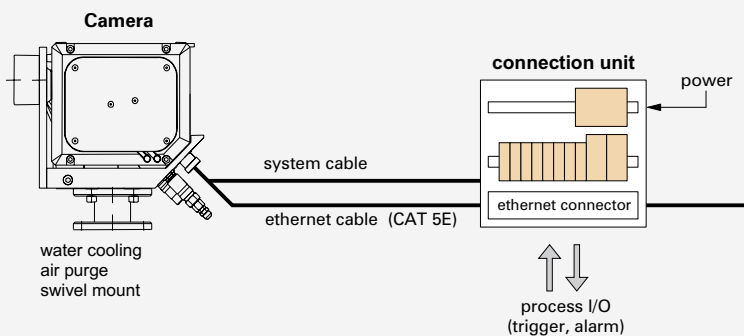 Camera
connection unit
power
system cable
ethernet connector
ethernet cable (CAT 5E)
water cooling
air purge
swivel mount
process I/O
(trigger, alarm)